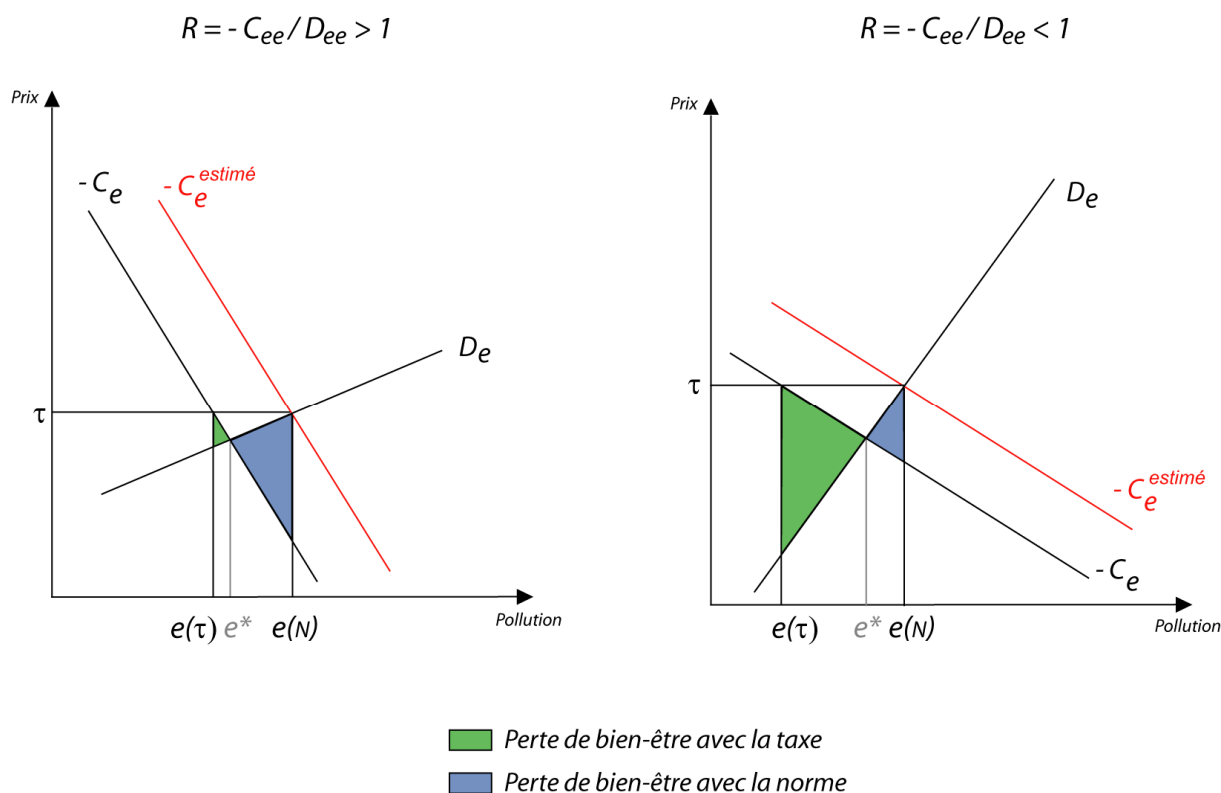 R = - Cee / Dee > 1
Prix
- Ce
- Ce estimé
De
τ
e(τ) e* e(N)
Pollution
R = - Cee / Dee < 1
Prix
De
τ
- Ce estimé
- Ce
e(τ) e* e(N)
Pollution
Perte de bien-être avec la taxe
Perte de bien-être avec la norme